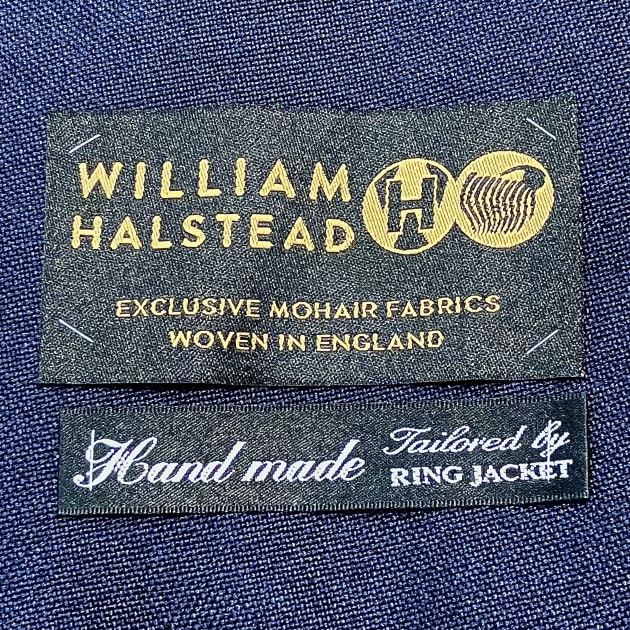 WILLIAM
HALSTEAD
H
EXCLUSIVE MOHAIR FABRICS
WOVEN IN ENGLAND
Hand made
Tailored by
RING JACKET